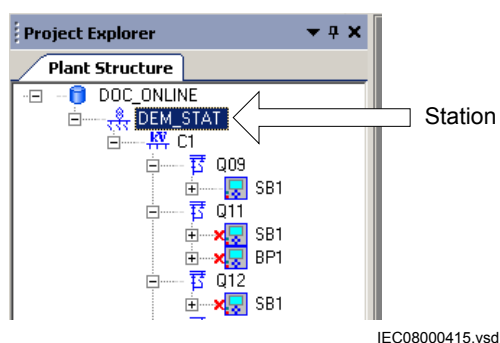 Project Explorer
Plant Structure
DOC_ONLINE
DEM_STAT
Station
C1
Q09
SB1
Q11
SB1
BP1
Q12
SB1
IEC08000415.vsd